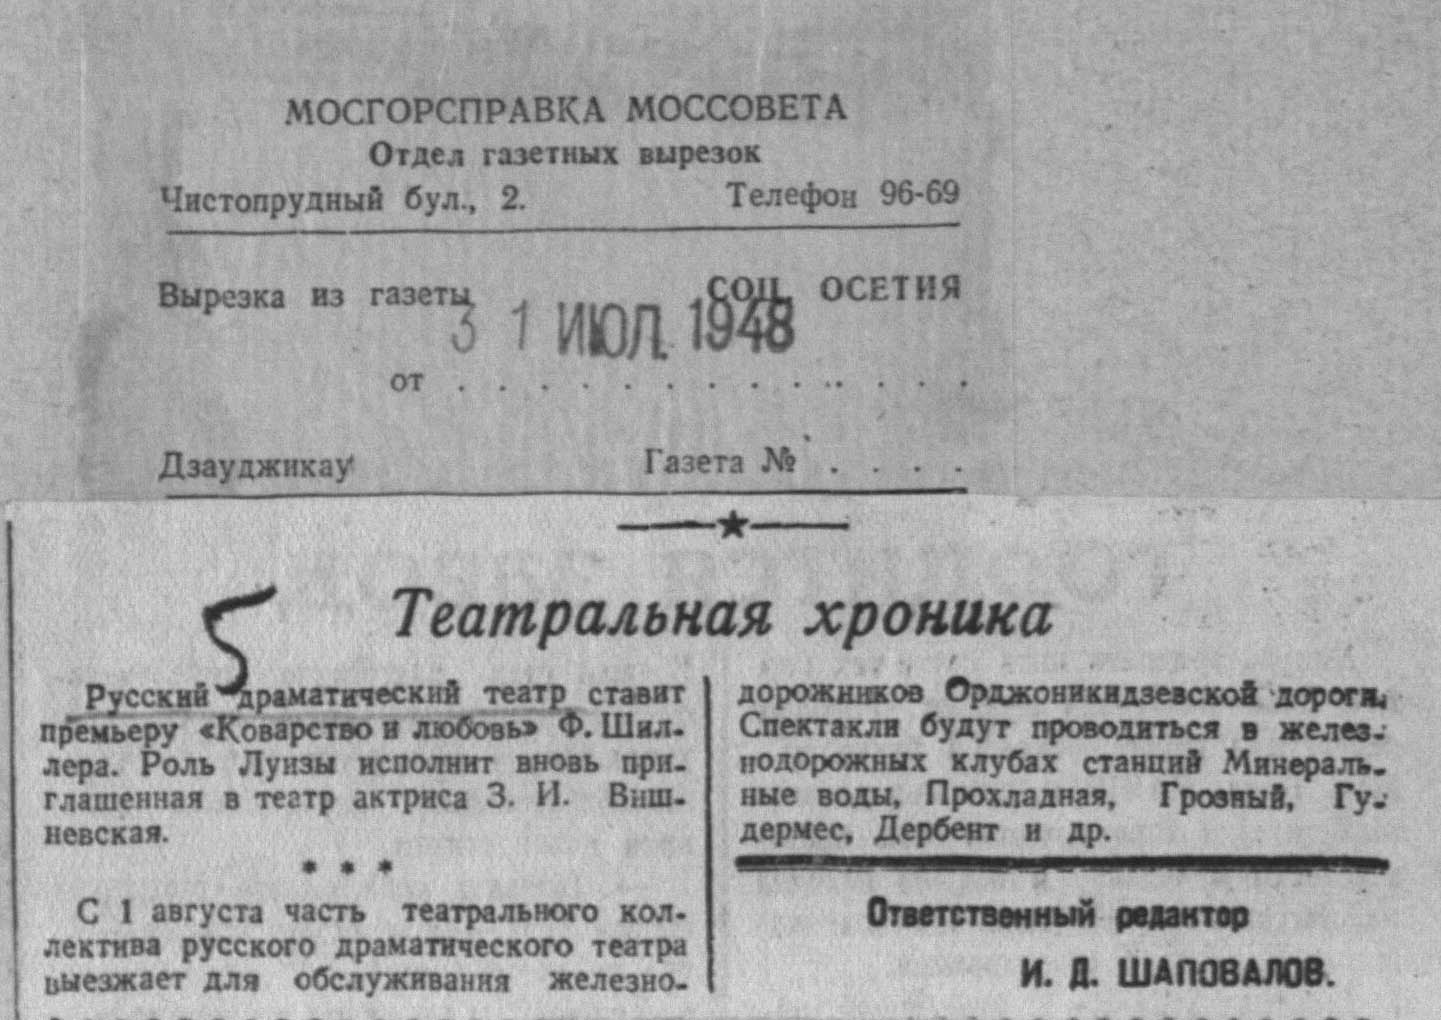 МОСГОРСПРАВКА МОССОВЕТА
Отдел газетных вырезок
Чистопрудный бул., 2. Телефон 96-69
Вырезка из газеты СОЦ. ОСЕТИЯ
31 ИЮЛ. 1948
от . . . . . . . . . . . . .
Дзауджикау Газета № . . . .
5
Театральная хроника
Русский драматический театр ставит
премьеру «Коварство и любовь» Ф. Шил-
лера. Роль Луизы исполнит вновь при-
глашенная в театр актриса З. И. Виш-
невская.
* * *
С 1 августа часть театрального кол-
лектива русского драматического театра
выезжает для обслуживания железно-
дорожников Орджоникидзевской дороги.
Спектакли будут проводиться в желез-
нодорожных клубах станций Минераль-
ные воды, Прохладная, Грозный, Гу-
дермес, Дербент и др.
Ответственный редактор
И. Д. ШАПОВАЛОВ.